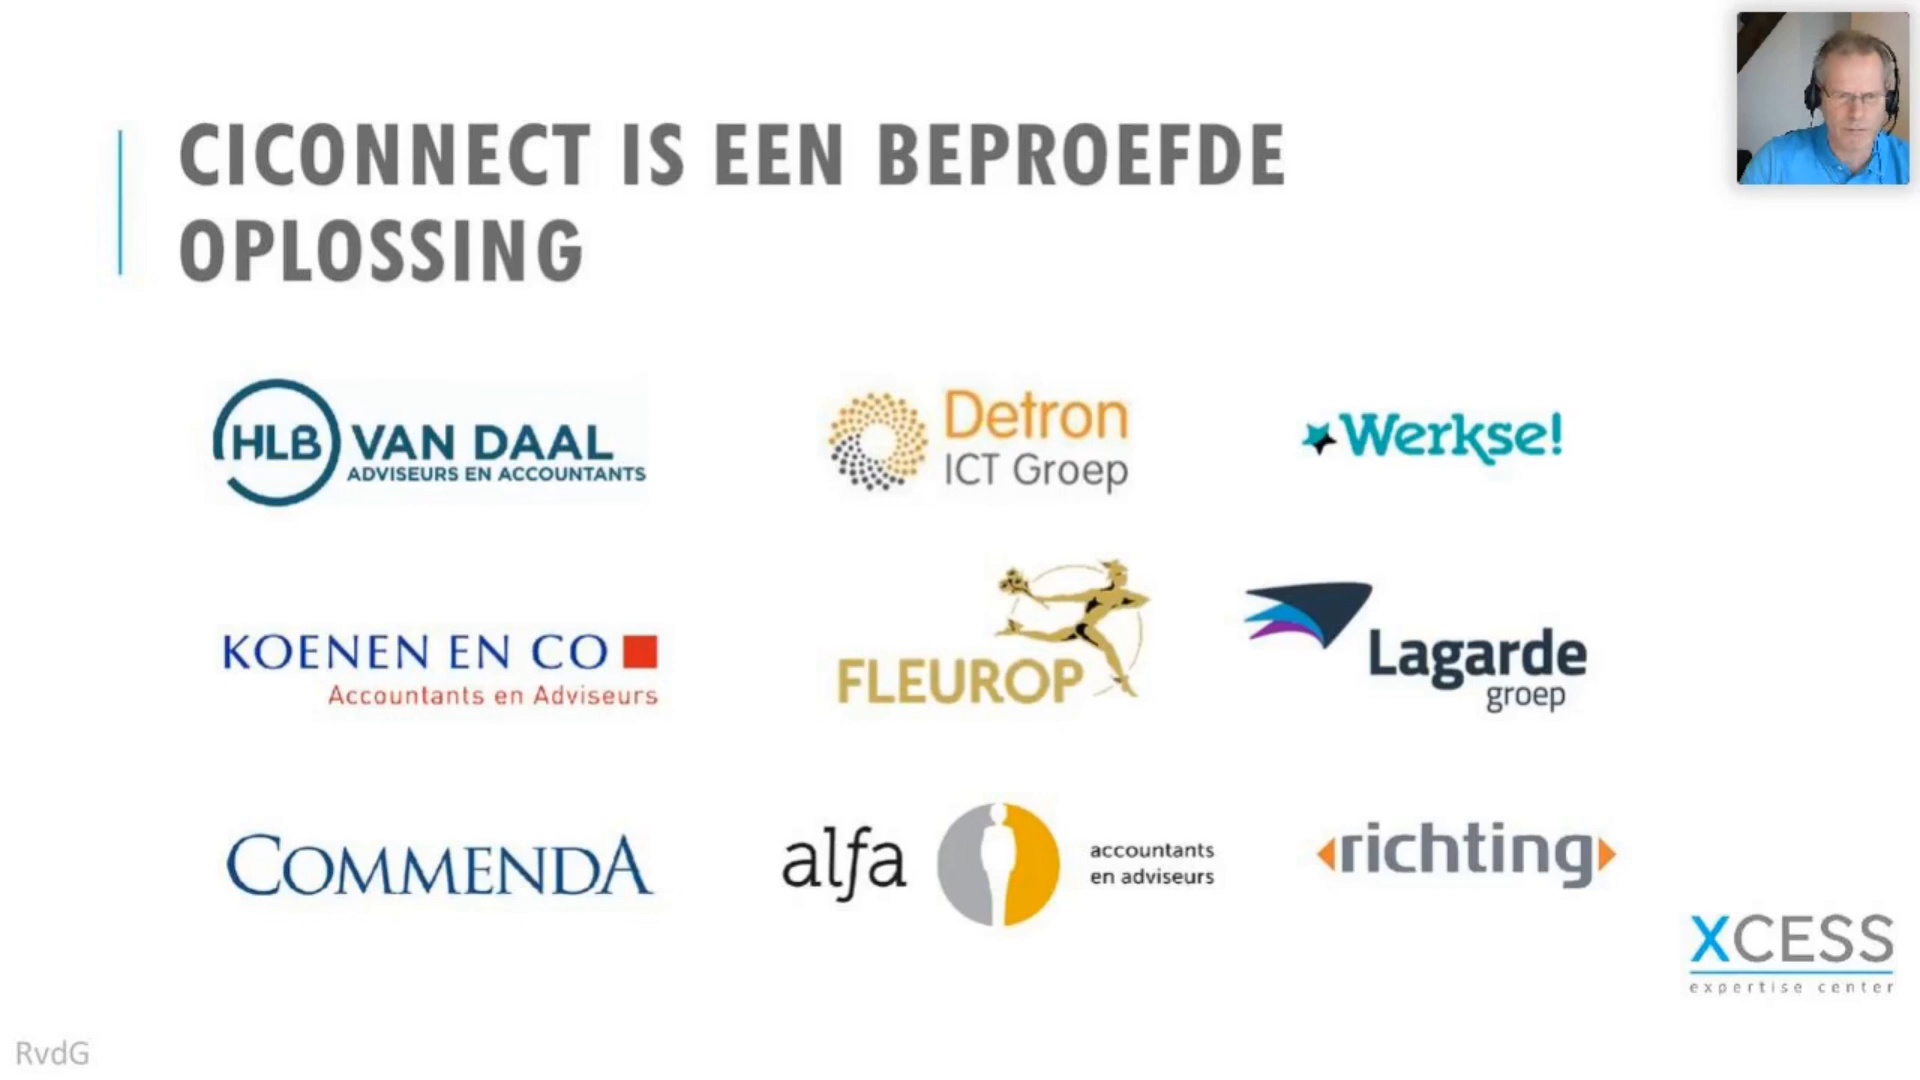 CICONNECT IS EEN BEPROEFDE
OPLOSSING
HLB VAN DAAL
ADVISEURS EN ACCOUNTANTS
Detron
ICT Groep
Werkse!
KOENEN EN CO
Accountants en Adviseurs
FLEUROP
Lagarde
groep
COMMENDA
alfa
accountants
en adviseurs
richting
XCESS
expertise center
RvdG